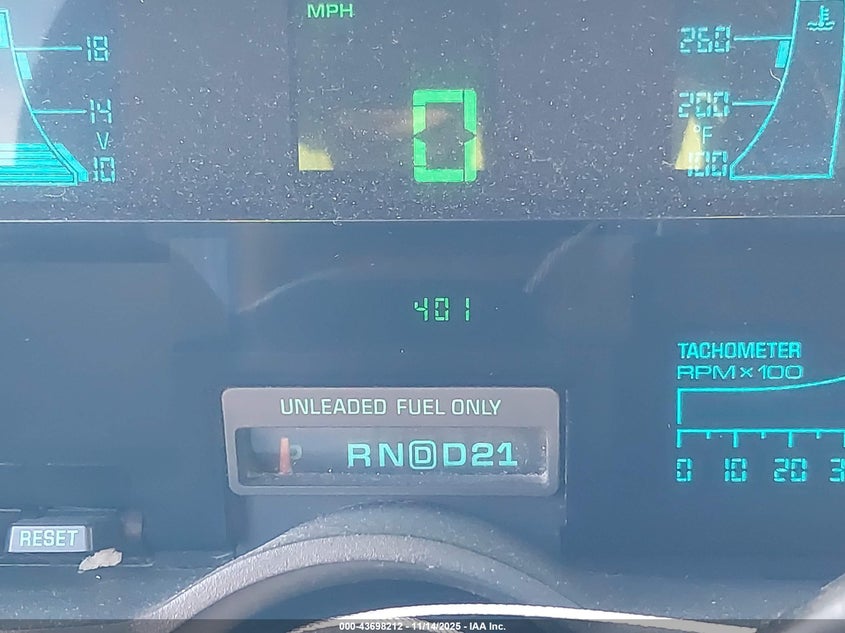 MPH
18
14
V
10
0
260
200
°F
100
401
TACHOMETER
RPM×100
0 10 20 3
UNLEADED FUEL ONLY
P RNDD21
RESET
000-43698212 - 11/14/2025 - IAA Inc.